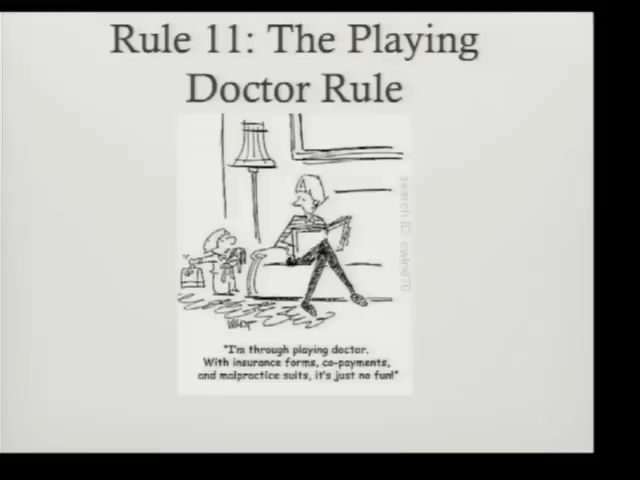 Rule 11: The Playing
Doctor Rule
"I'm through playing doctor.
With insurance forms, co-payments,
and malpractice suits, it's just no fun!"